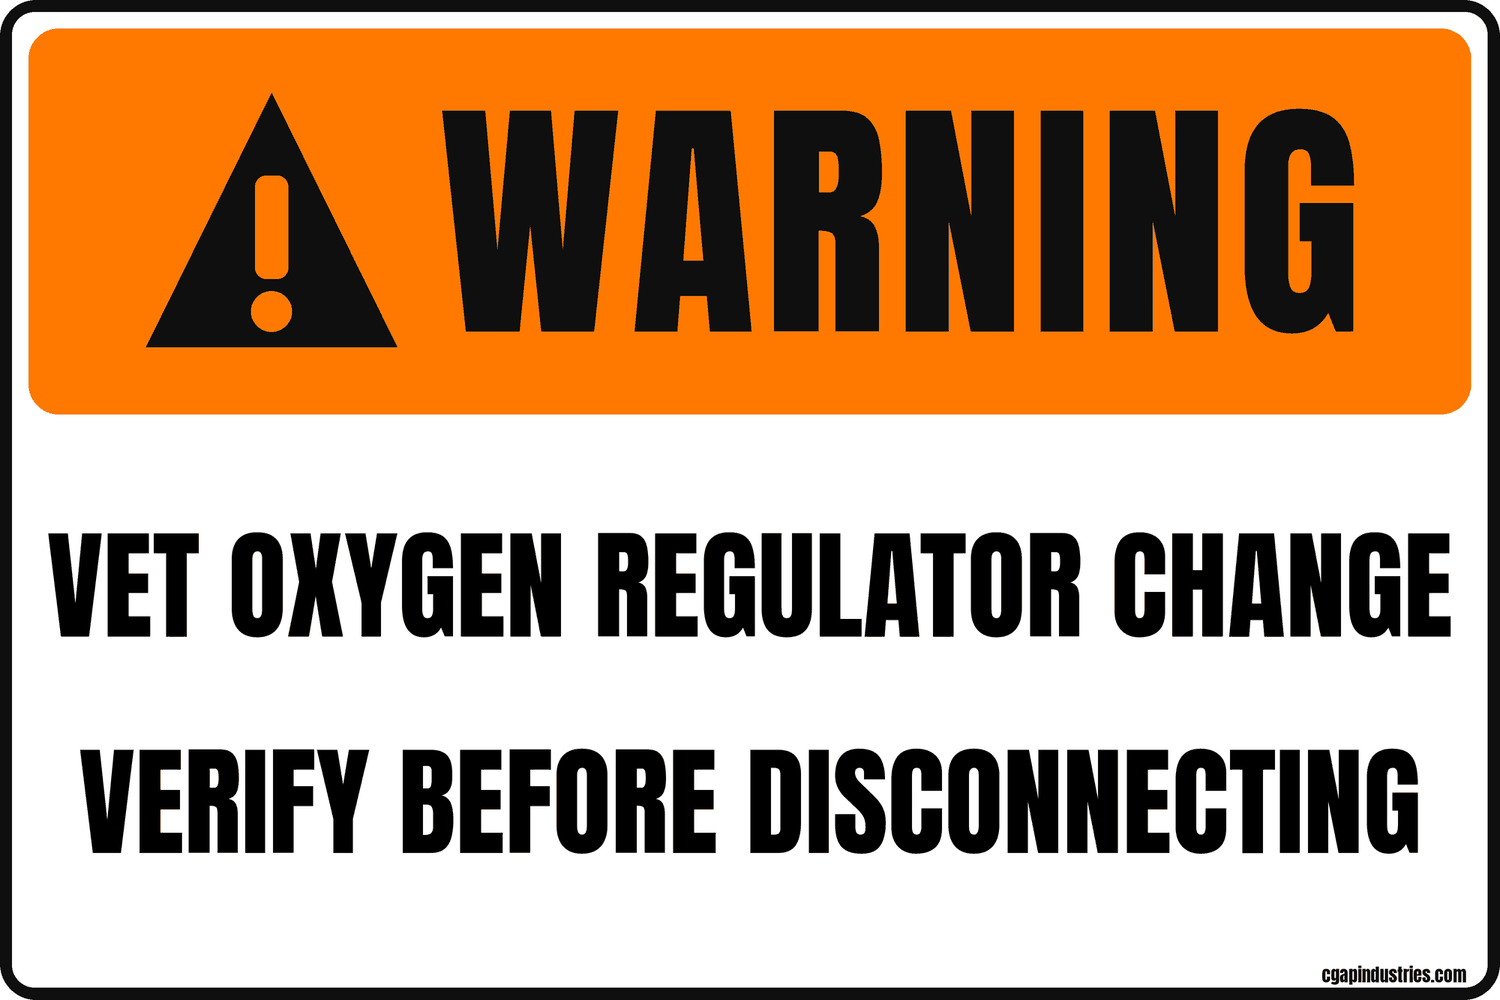 WARNING
VET OXYGEN REGULATOR CHANGE
VERIFY BEFORE DISCONNECTING
cgapindustries.com